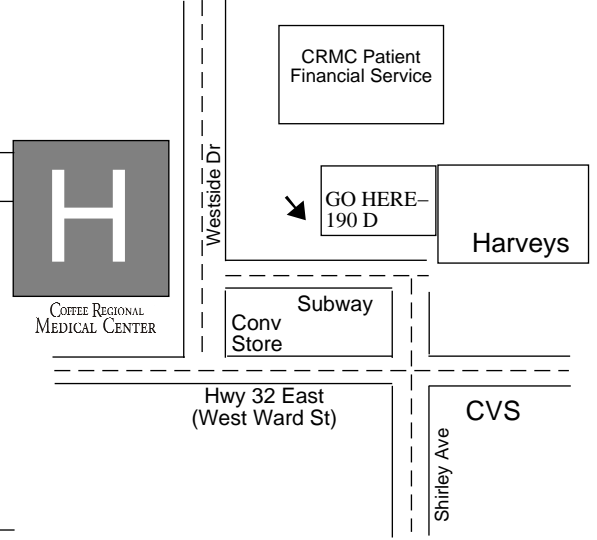 CRMC Patient
Financial Service
Westside Dr
H
GO HERE–
190 D
Harveys
Coffee Regional
Medical Center
Subway
Conv
Store
Hwy 32 East
(West Ward St)
CVS
Shirley Ave